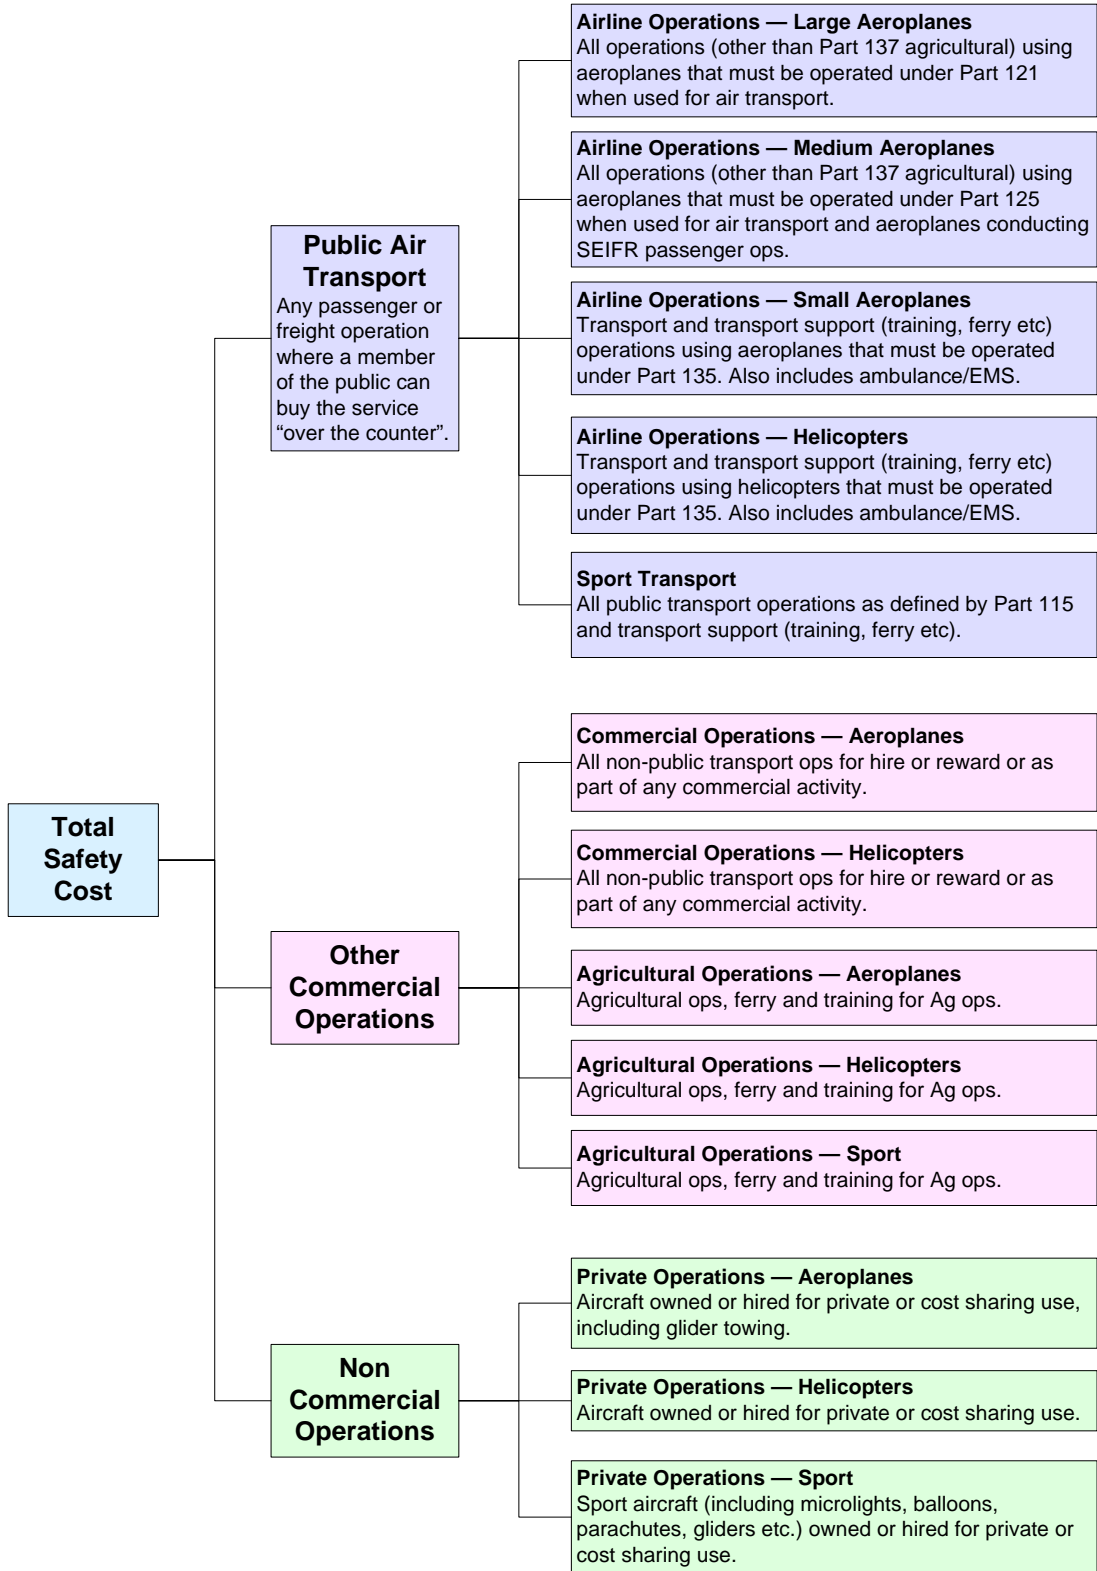 Airline Operations — Large Aeroplanes
All operations (other than Part 137 agricultural) using
aeroplanes that must be operated under Part 121
when used for air transport.
Airline Operations — Medium Aeroplanes
All operations (other than Part 137 agricultural) using
aeroplanes that must be operated under Part 125
when used for air transport and aeroplanes conducting
SEIFR passenger ops.
Public Air
Transport
Any passenger or
freight operation
where a member
of the public can
buy the service
“over the counter”.
Airline Operations — Small Aeroplanes
Transport and transport support (training, ferry etc)
operations using aeroplanes that must be operated
under Part 135. Also includes ambulance/EMS.
Airline Operations — Helicopters
Transport and transport support (training, ferry etc)
operations using helicopters that must be operated
under Part 135. Also includes ambulance/EMS.
Sport Transport
All public transport operations as defined by Part 115
and transport support (training, ferry etc).
Commercial Operations — Aeroplanes
All non-public transport ops for hire or reward or as
part of any commercial activity.
Total
Safety
Cost
Commercial Operations — Helicopters
All non-public transport ops for hire or reward or as
part of any commercial activity.
Other
Commercial
Operations
Agricultural Operations — Aeroplanes
Agricultural ops, ferry and training for Ag ops.
Agricultural Operations — Helicopters
Agricultural ops, ferry and training for Ag ops.
Agricultural Operations — Sport
Agricultural ops, ferry and training for Ag ops.
Private Operations — Aeroplanes
Aircraft owned or hired for private or cost sharing use,
including glider towing.
Non
Commercial
Operations
Private Operations — Helicopters
Aircraft owned or hired for private or cost sharing use.
Private Operations — Sport
Sport aircraft (including microlights, balloons,
parachutes, gliders etc.) owned or hired for private or
cost sharing use.